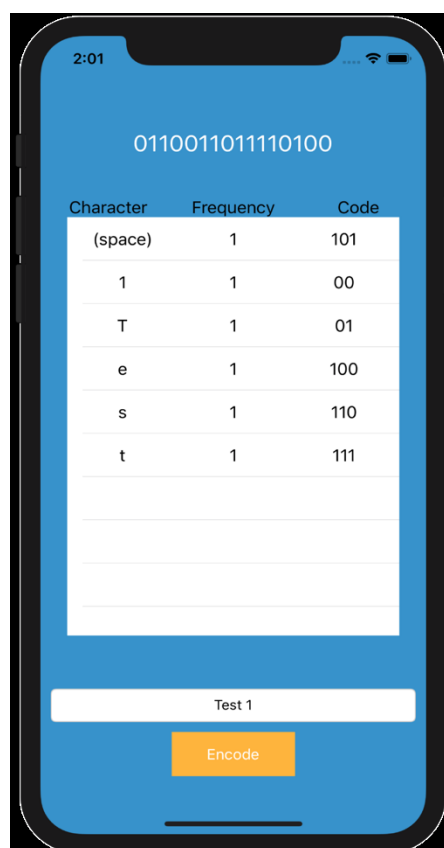 2:01
0110011011110100
Character Frequency Code
(space) 1 101
1 1 00
T 1 01
e 1 100
s 1 110
t 1 111
Test 1
Encode